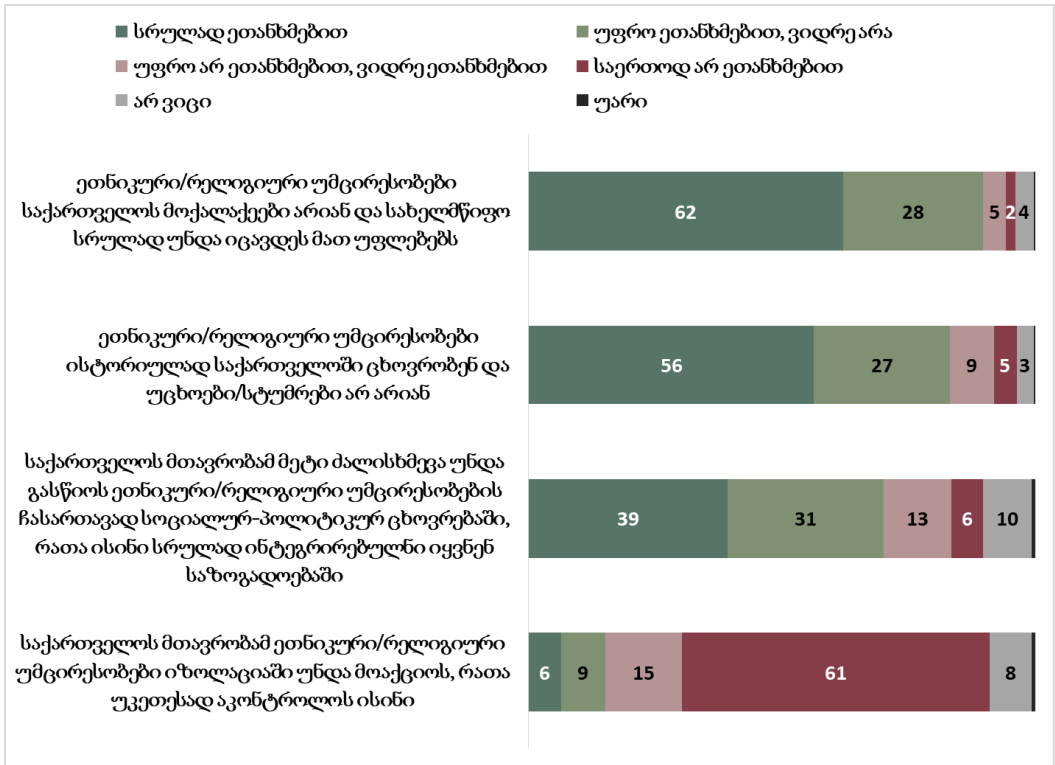 სრულად ეთანხმებით
უფრო ეთანხმებით, ვიდრე არა
უფრო არ ეთანხმებით, ვიდრე ეთანხმებით
საერთოდ არ ეთანხმებით
არ ვიცი
უარი
ეთნიკური/რელიგიური უმცირესობები
საქართველოს მოქალაქეები არიან და სახელმწიფო
სრულად უნდა იცავდეს მათ უფლებებს
62 28 5 2 4
ეთნიკური/რელიგიური უმცირესობები
ისტორიულად საქართველოში ცხოვრობენ და
უცხოები/სტუმრები არ არიან
56 27 9 5 3
საქართველოს მთავრობამ მეტი ძალისხმევა უნდა
გასწიოს ეთნიკური/რელიგიური უმცირესობების
ჩასართავად სოციალურ-პოლიტიკურ ცხოვრებაში,
რათა ისინი სრულად ინტეგრირებულნი იყვნენ
საზოგადოებაში
39 31 13 6 10
საქართველოს მთავრობამ ეთნიკური/რელიგიური
უმცირესობები იზოლაციაში უნდა მოაქციოს, რათა
უკეთესად აკონტროლოს ისინი
6 9 15 61 8